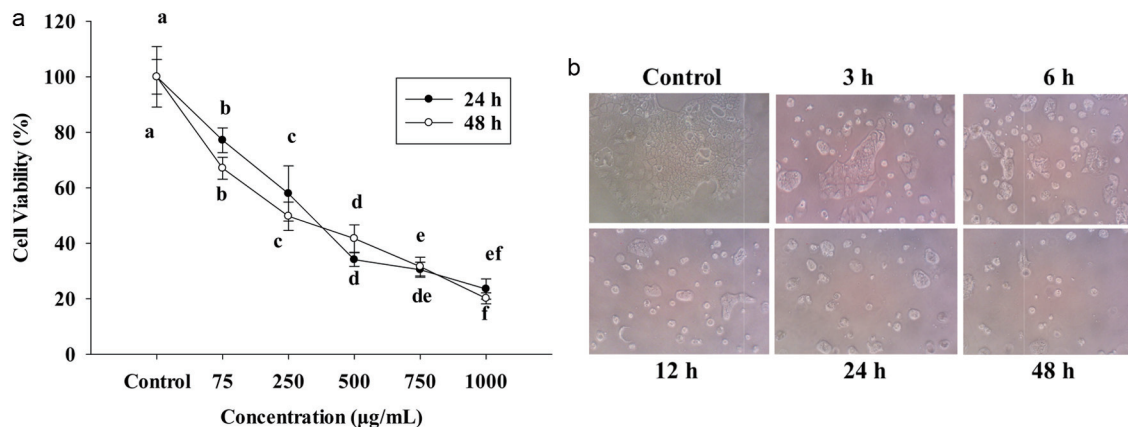 a
120
100
80
60
40
20
0
Cell Viability (%)
a
a
b
b
c
c
d
d
e
de
ef
f
24 h
48 h
Control 75 250 500 750 1000
Concentration (µg/mL)
b
Control 3 h 6 h
12 h 24 h 48 h